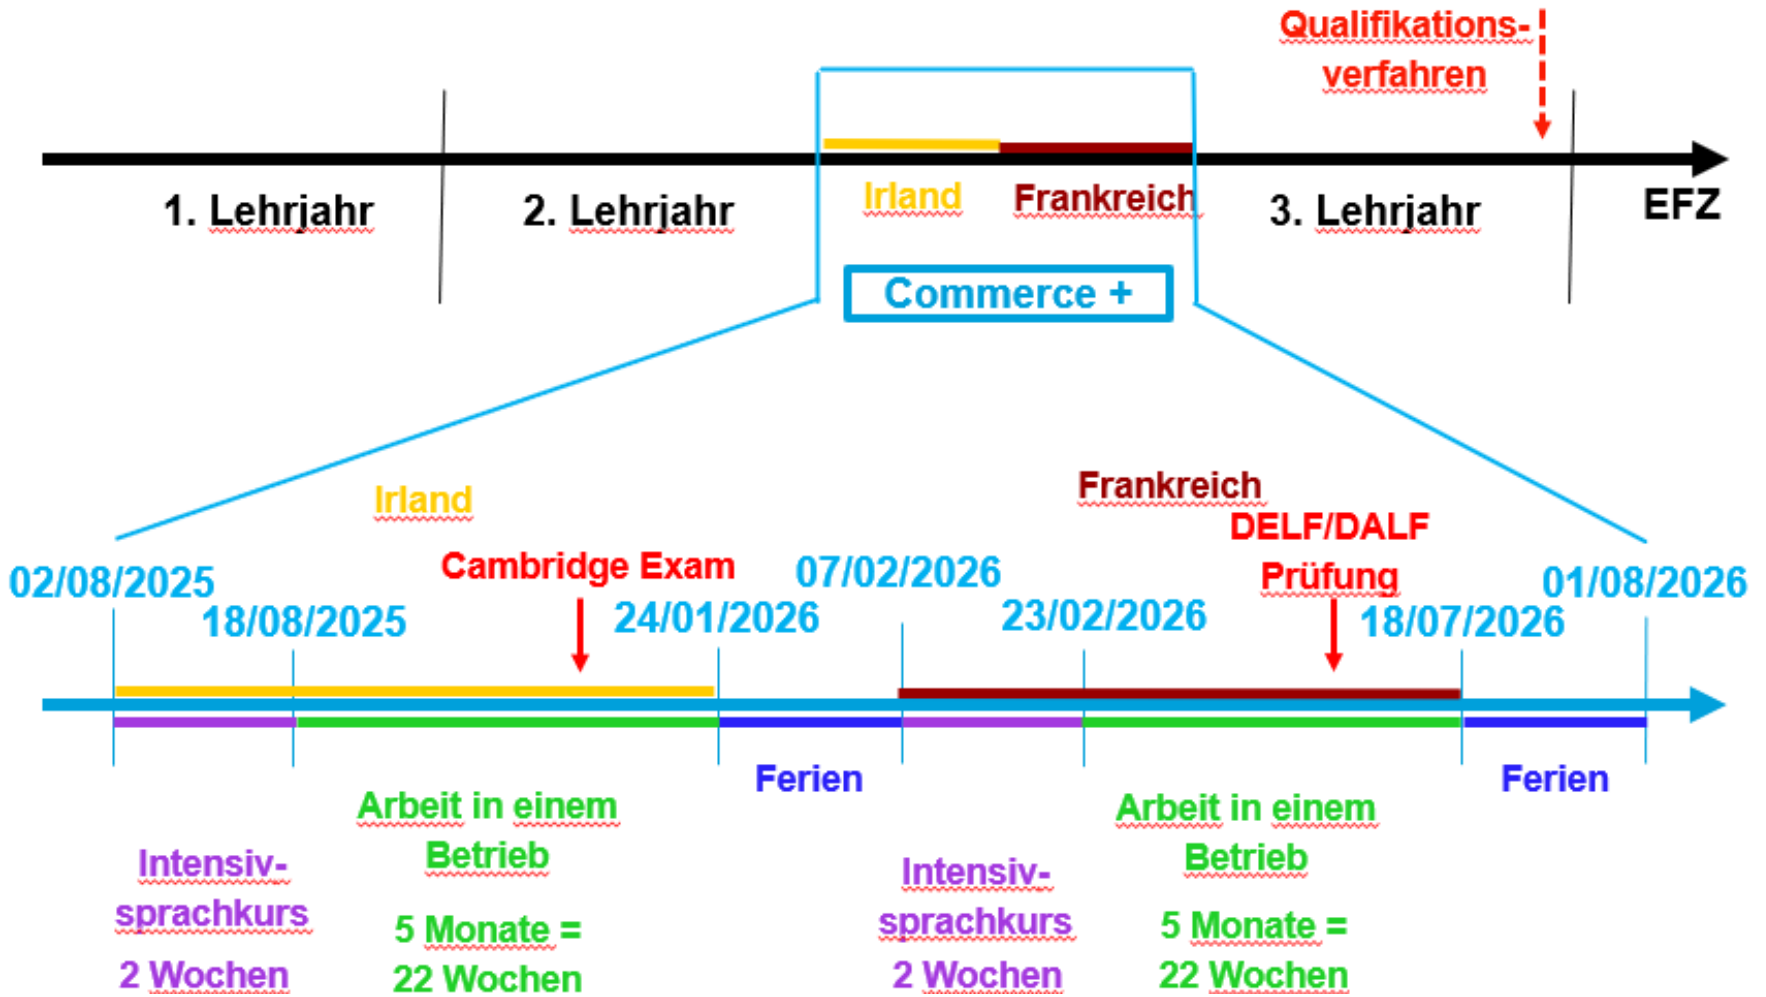 Qualifikations-
verfahren
1. Lehrjahr
2. Lehrjahr
Irland
Frankreich
3. Lehrjahr
EFZ
Commerce +
Irland
Frankreich
Cambridge Exam
DELF/DALF
Prüfung
02/08/2025
18/08/2025
24/01/2026
07/02/2026
23/02/2026
18/07/2026
01/08/2026
Intensiv-
sprachkurs
2 Wochen
Arbeit in einem
Betrieb
5 Monate =
22 Wochen
Ferien
Intensiv-
sprachkurs
2 Wochen
Arbeit in einem
Betrieb
5 Monate =
22 Wochen
Ferien